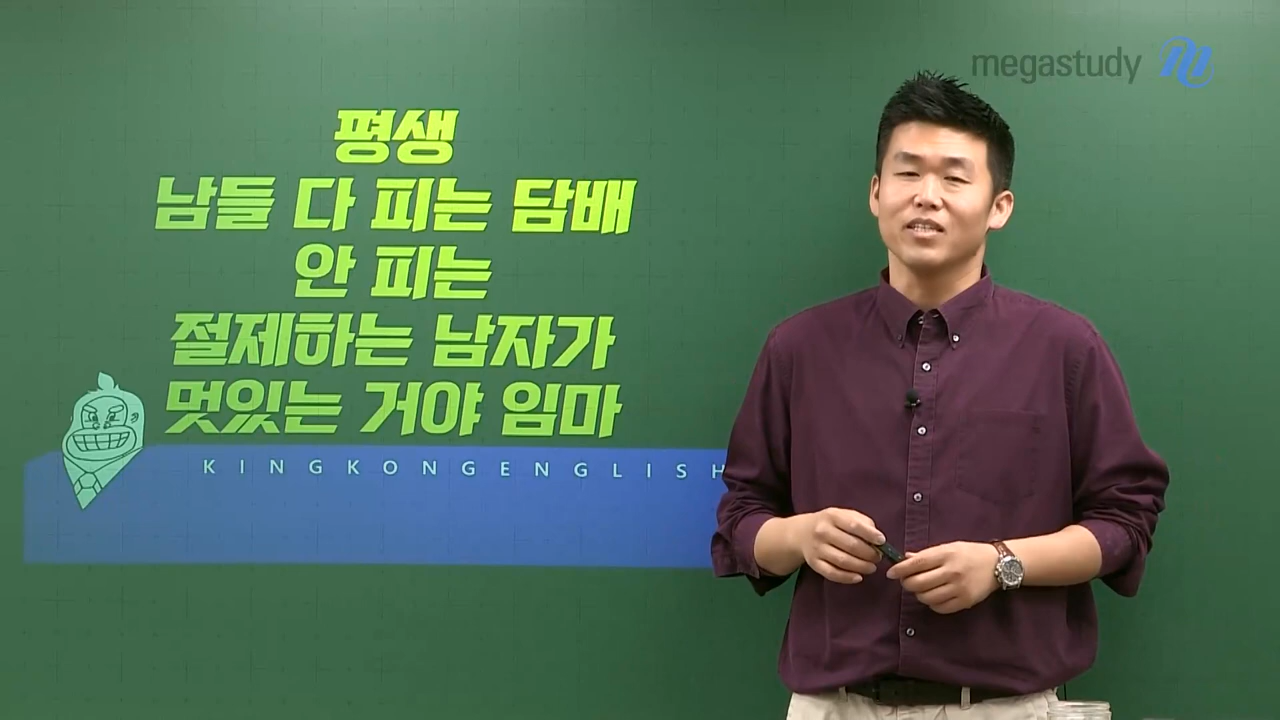 megastudy
평생
남들 다 피는 담배
안 피는
절제하는 남자가
멋있는 거야 임마
KINGKONGENGLISH